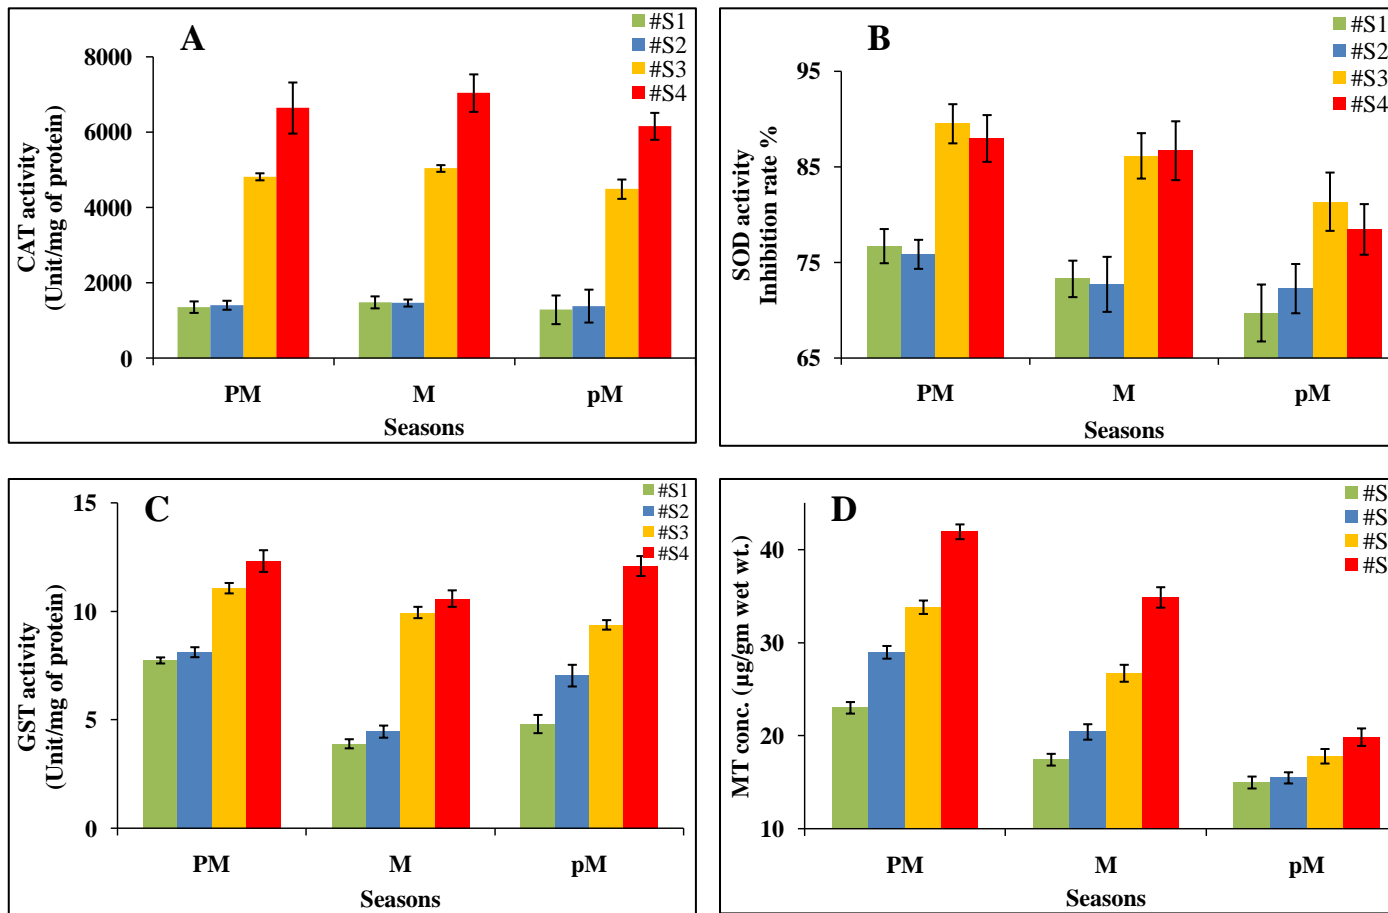 A
#S1
#S2
#S3
#S4
8000
6000
4000
2000
0
CAT activity
(Unit/mg of protein)
PM M pM
Seasons
B
#S1
#S2
#S3
#S4
95
85
75
65
SOD activity
Inhibition rate %
PM M pM
Seasons
C
#S1
#S2
#S3
#S4
15
10
5
0
GST activity
(Unit/mg of protein)
PM M pM
Seasons
D
#S
#S
#S
#S
40
30
20
10
MT conc. (µg/gm wet wt.)
PM M pM
Seasons